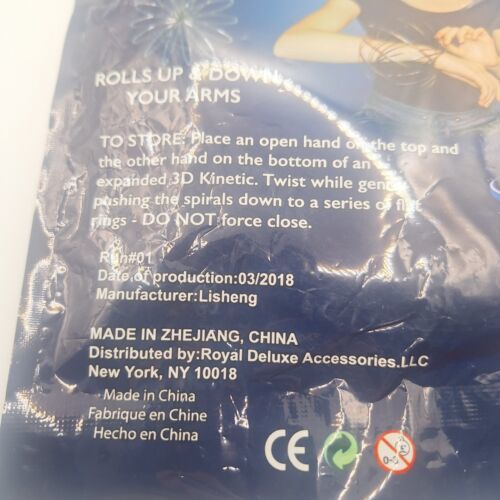 ROLLS UP & DOWN
YOUR ARMS
TO STORE: Place an open hand on the top and
the other hand on the bottom of an
expanded 3D Kinetic. Twist while gently
pushing the spirals down to a series of flat
rings - DO NOT force close.
Run#01
Date of production:03/2018
Manufacturer:Lisheng
MADE IN ZHEJIANG, CHINA
Distributed by:Royal Deluxe Accessories.LLC
New York, NY 10018
Made in China
Fabrique en Chine
Hecho en China
CE
0-3